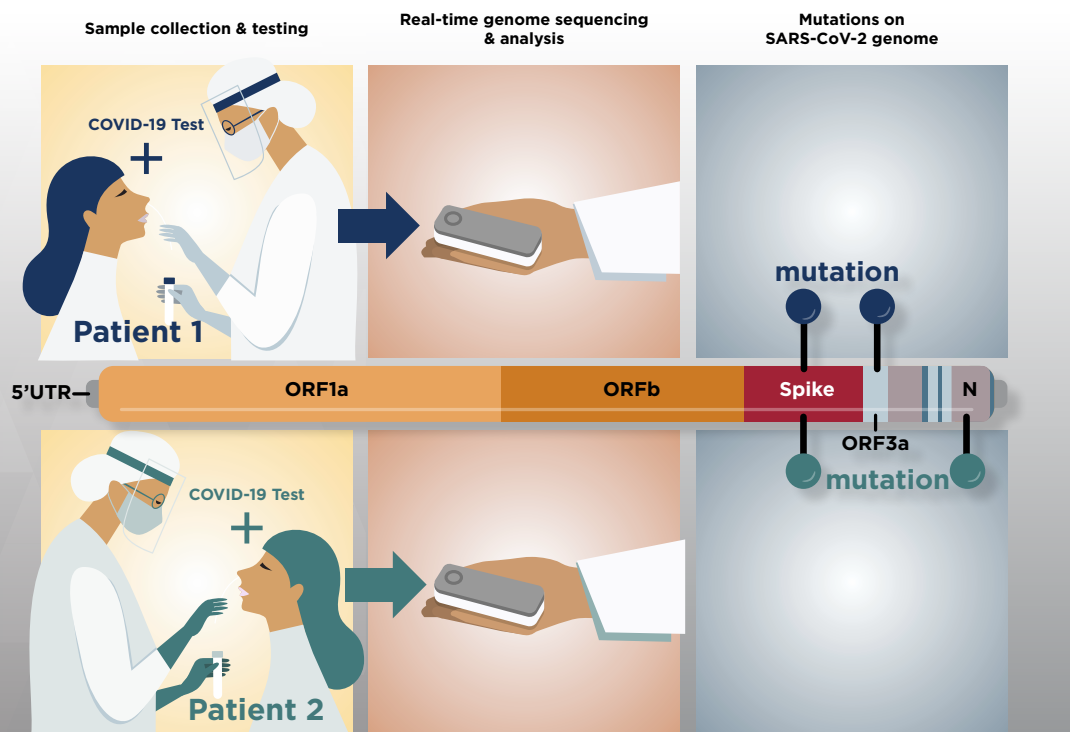 Sample collection & testing
Real-time genome sequencing
& analysis
Mutations on
SARS-CoV-2 genome
COVID-19 Test
+
Patient 1
mutation
5’UTR
ORF1a
ORFb
Spike
N
ORF3a
mutation
COVID-19 Test
+
Patient 2